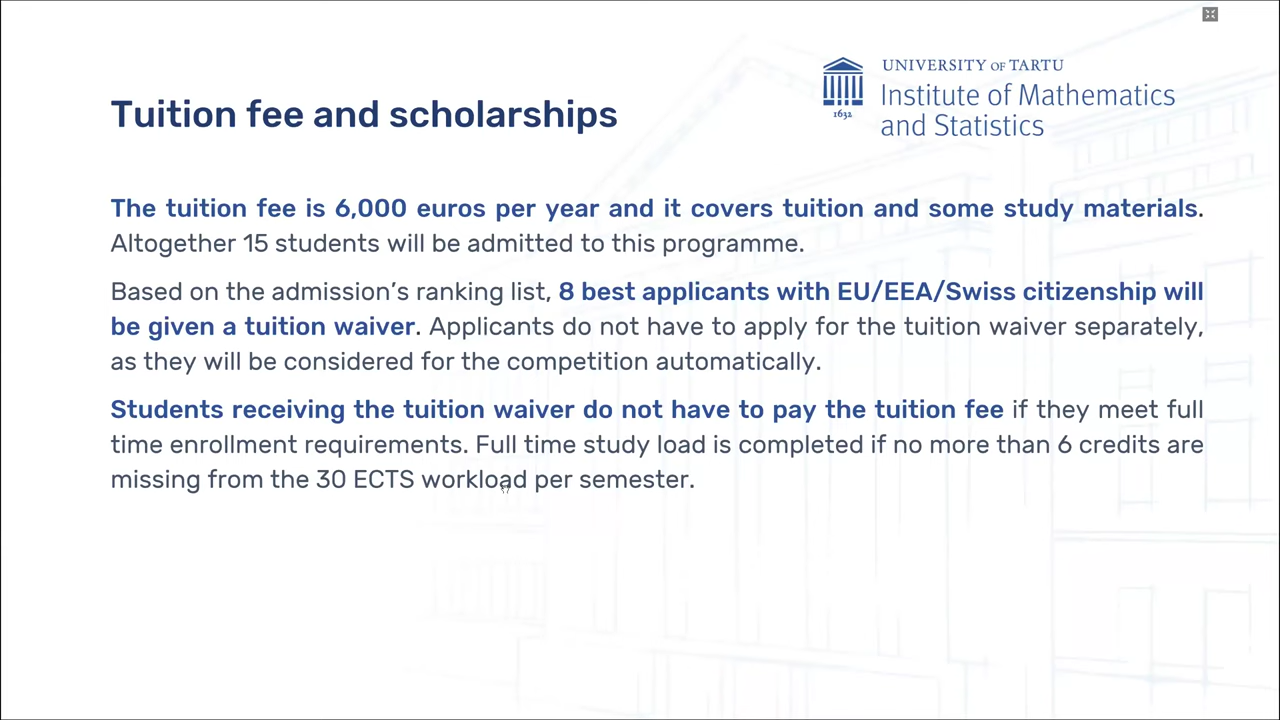 UNIVERSITY OF TARTU
Institute of Mathematics
and Statistics
1632
Tuition fee and scholarships
The tuition fee is 6,000 euros per year and it covers tuition and some study materials.
Altogether 15 students will be admitted to this programme.
Based on the admission’s ranking list, 8 best applicants with EU/EEA/Swiss citizenship will
be given a tuition waiver. Applicants do not have to apply for the tuition waiver separately,
as they will be considered for the competition automatically.
Students receiving the tuition waiver do not have to pay the tuition fee if they meet full
time enrollment requirements. Full time study load is completed if no more than 6 credits are
missing from the 30 ECTS workload per semester.